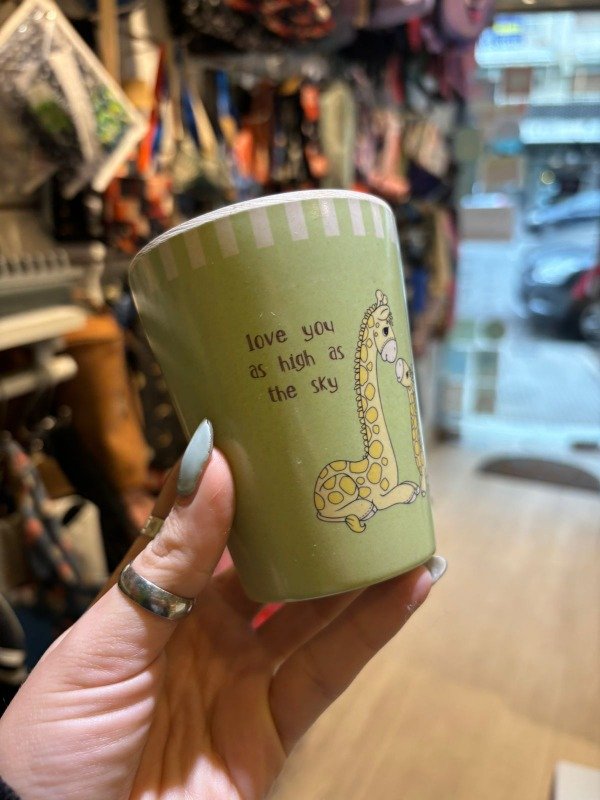 love you
as high as
the sky